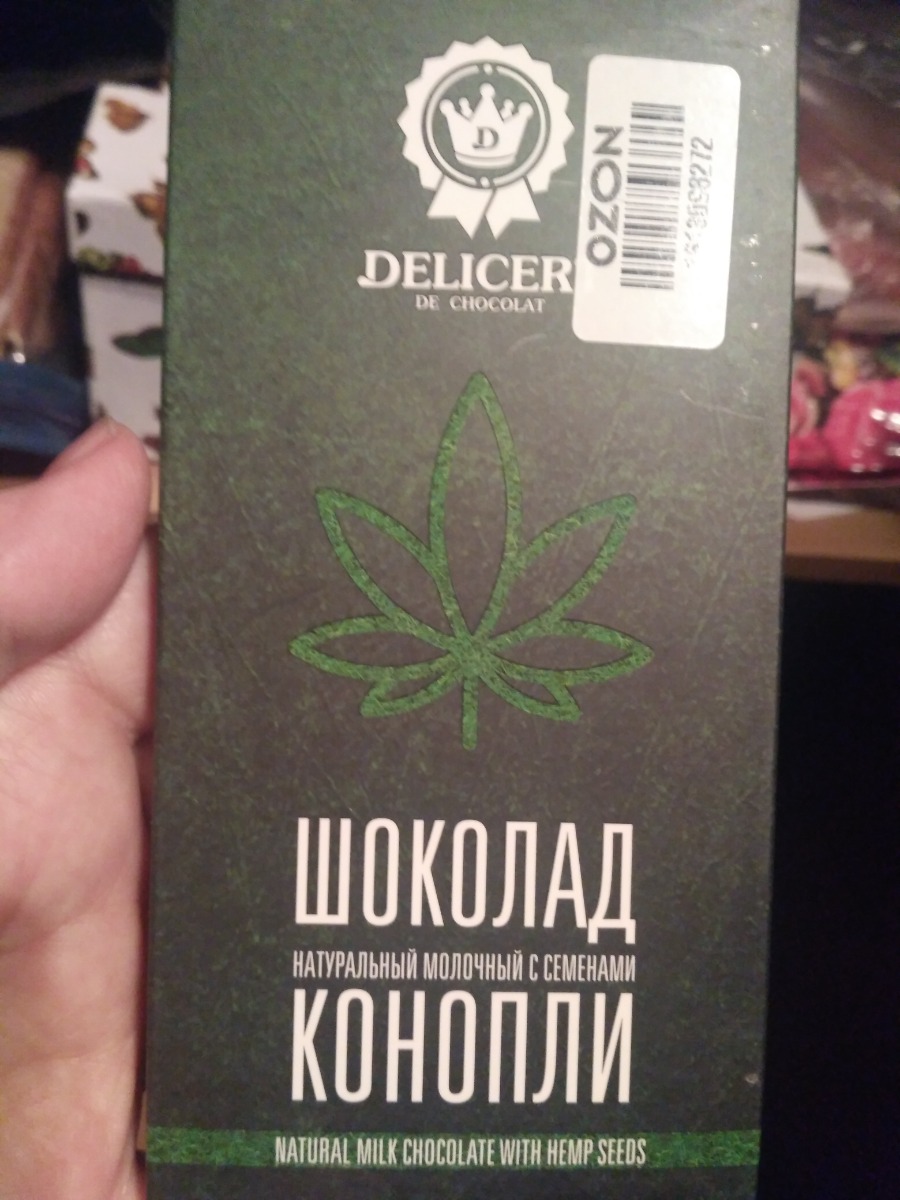 D
DELICER
DE CHOCOLAT
OZON
ШОКОЛАД
НАТУРАЛЬНЫЙ МОЛОЧНЫЙ С СЕМЕНАМИ
КОНОПЛИ
NATURAL MILK CHOCOLATE WITH HEMP SEEDS